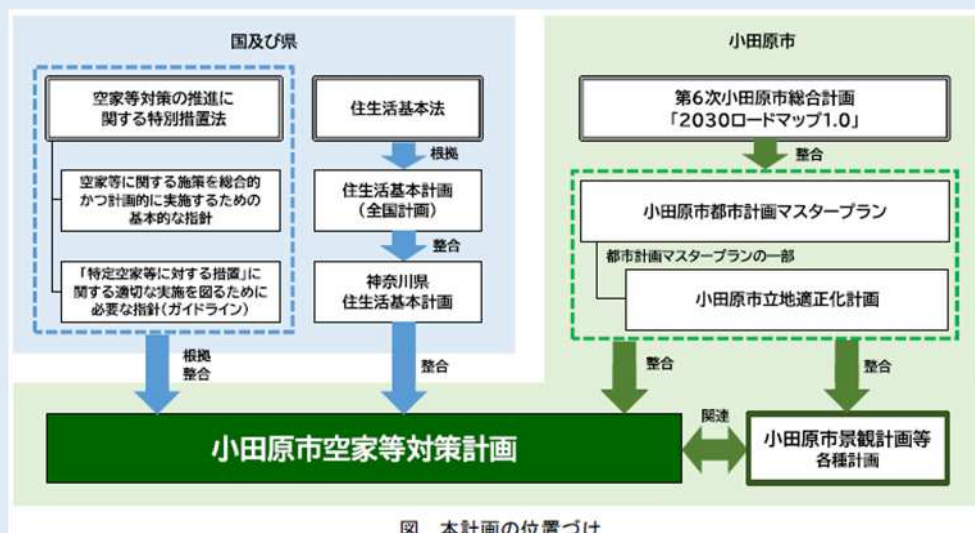 国及び県
空家等対策の推進に
関する特別措置法
空家等に関する施策を総合的
かつ計画的に実施するための
基本的な指針
「特定空家等に対する措置」に
関する適切な実施を図るために
必要な指針(ガイドライン)
根拠
整合
住生活基本法
根拠
住生活基本計画
(全国計画)
整合
神奈川県
住生活基本計画
整合
小田原市
第6次小田原市総合計画
「2030ロードマップ1.0」
整合
小田原市都市計画マスタープラン
都市計画マスタープランの一部
小田原市立地適正化計画
整合
整合
小田原市空家等対策計画
関連
小田原市景観計画等
各種計画
図 本計画の位置づけ